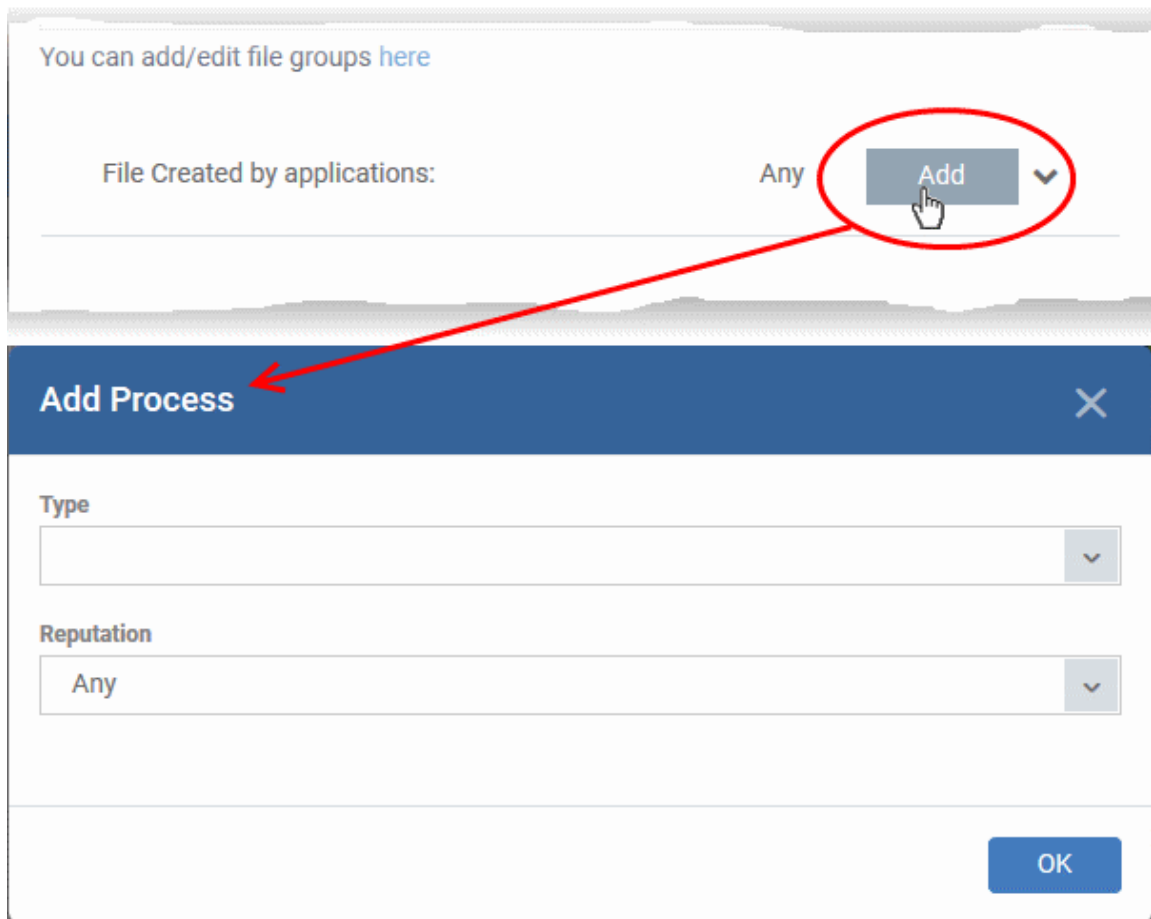 You can add/edit file groups here
File Created by applications: Any Add
Add Process
Type
Reputation
Any
OK